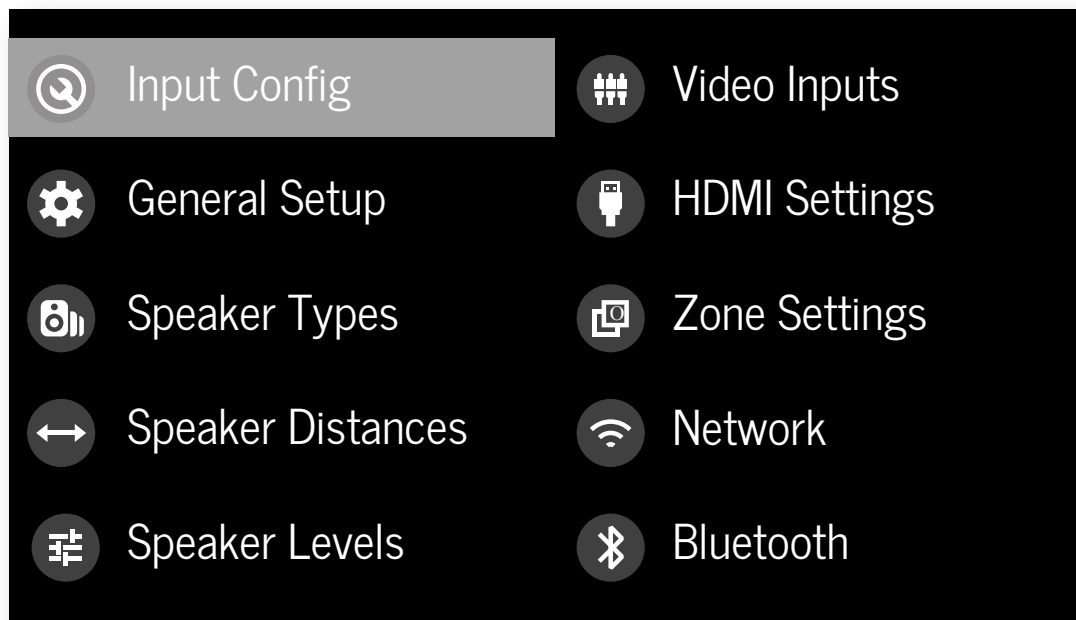 Input Config
General Setup
Speaker Types
Speaker Distances
Speaker Levels
Video Inputs
HDMI Settings
O
Zone Settings
Network
Bluetooth